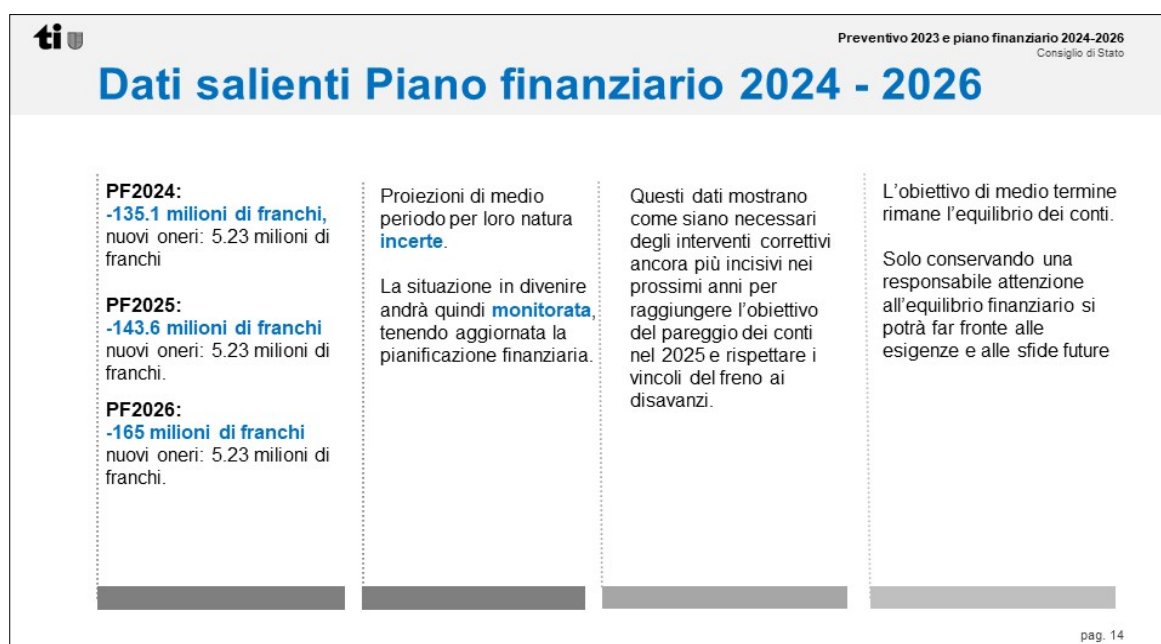 ti
Preventivo 2023 e piano finanziario 2024-2026
Consiglio di Stato
Dati salienti Piano finanziario 2024 - 2026
PF2024:
-135.1 milioni di franchi,
nuovi oneri: 5.23 milioni di
franchi
PF2025:
-143.6 milioni di franchi
nuovi oneri: 5.23 milioni di
franchi.
PF2026:
-165 milioni di franchi
nuovi oneri: 5.23 milioni di
franchi.
Proiezioni di medio
periodo per loro natura
incerte.
La situazione in divenire
andrà quindi monitorata,
tenendo aggiornata la
pianificazione finanziaria.
Questi dati mostrano
come siano necessari
degli interventi correttivi
ancora più incisivi nei
prossimi anni per
raggiungere l’obiettivo
del pareggio dei conti
nel 2025 e rispettare i
vincoli del freno ai
disavanzi.
L’obiettivo di medio termine
rimane l’equilibrio dei conti.
Solo conservando una
responsabile attenzione
all’equilibrio finanziario si
potrà far fronte alle
esigenze e alle sfide future
pag. 14